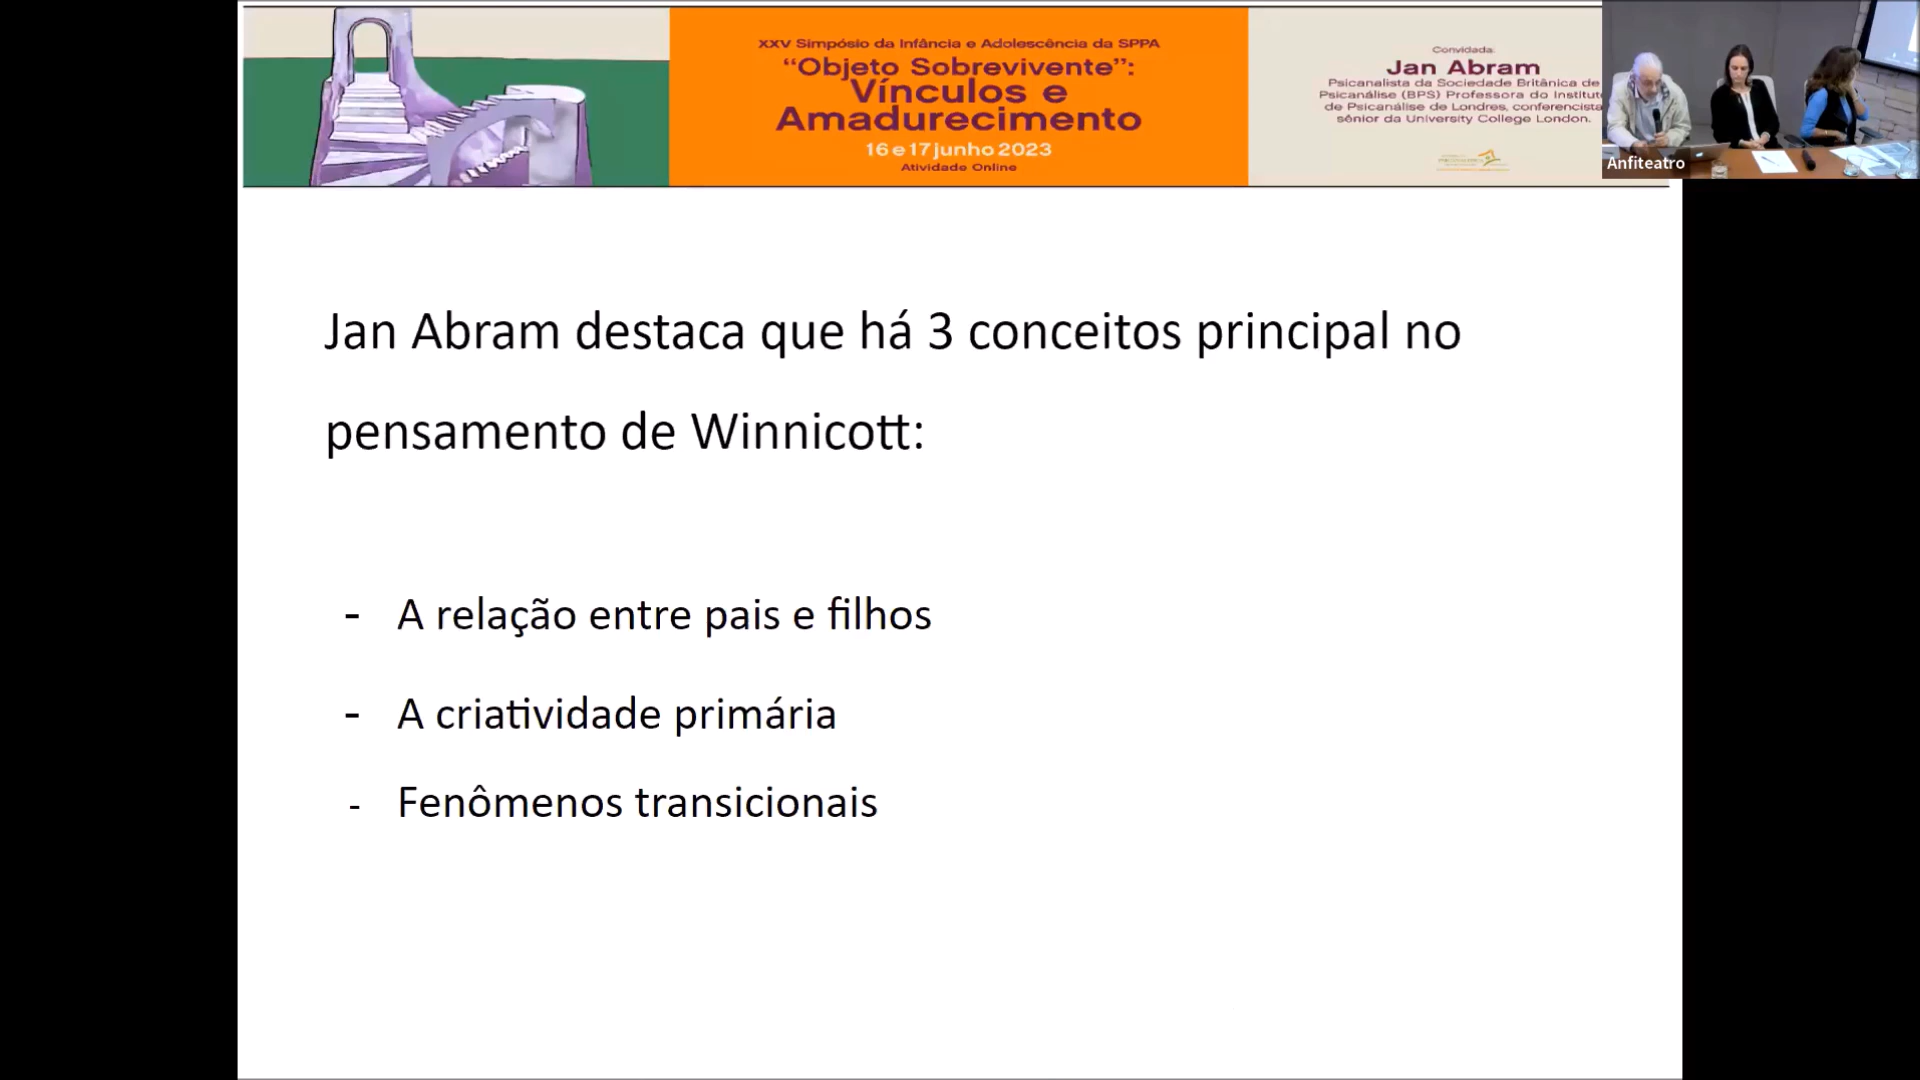 XXV Simpósio da Infância e Adolescência da SPPA
“Objeto Sobrevivente”:
Vínculos e
Amadurecimento
16 e 17 junho 2023
Atividade Online
Convidada:
Jan Abram
Psicanalista da Sociedade Britânica de
Psicanálise (BPS) Professora do Institut
de Psicanálise de Londres, conferencista
sênior da University College London.
Anfiteatro
Jan Abram destaca que há 3 conceitos principal no
pensamento de Winnicott:
- A relação entre pais e filhos
- A criatividade primária
- Fenômenos transicionais